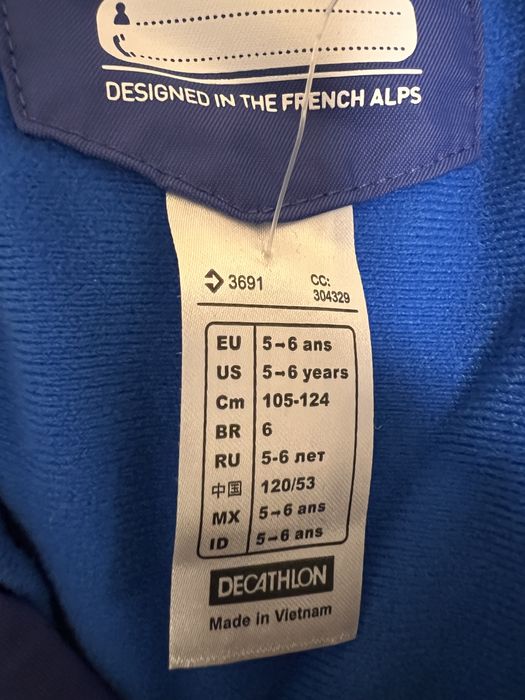 DESIGNED IN THE FRENCH ALPS
3691 CC:
304329
EU 5→6 ans
US 5→6 years
Cm 105-124
BR 6
RU 5-6 лет
中国 120/53
MX 5→6 ans
ID 5→6 ans
DECATHLON
Made in Vietnam